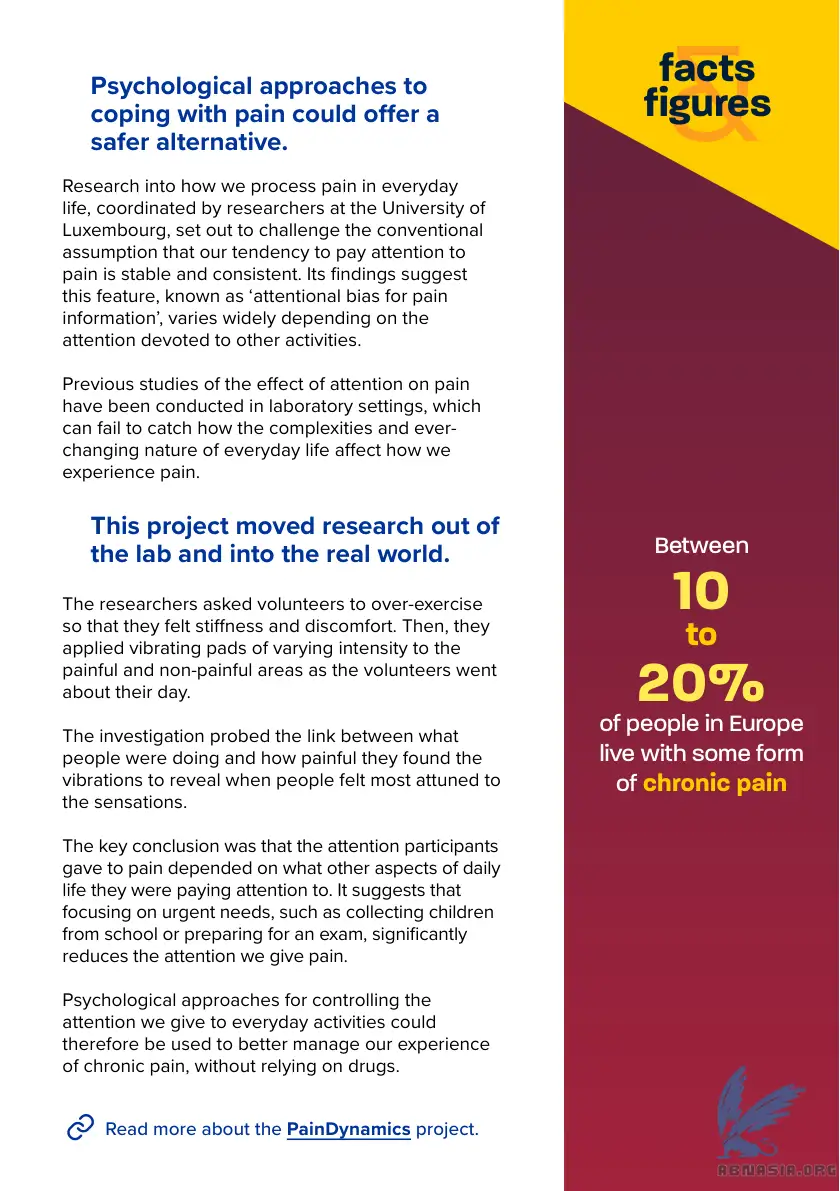 Psychological approaches to
coping with pain could offer a
safer alternative.
Research into how we process pain in everyday
life, coordinated by researchers at the University of
Luxembourg, set out to challenge the conventional
assumption that our tendency to pay attention to
pain is stable and consistent. Its findings suggest
this feature, known as ‘attentional bias for pain
information’, varies widely depending on the
attention devoted to other activities.
Previous studies of the effect of attention on pain
have been conducted in laboratory settings, which
can fail to catch how the complexities and ever-
changing nature of everyday life affect how we
experience pain.
This project moved research out of
the lab and into the real world.
The researchers asked volunteers to over-exercise
so that they felt stiffness and discomfort. Then, they
applied vibrating pads of varying intensity to the
painful and non-painful areas as the volunteers went
about their day.
The investigation probed the link between what
people were doing and how painful they found the
vibrations to reveal when people felt most attuned to
the sensations.
The key conclusion was that the attention participants
gave to pain depended on what other aspects of daily
life they were paying attention to. It suggests that
focusing on urgent needs, such as collecting children
from school or preparing for an exam, significantly
reduces the attention we give pain.
Psychological approaches for controlling the
attention we give to everyday activities could
therefore be used to better manage our experience
of chronic pain, without relying on drugs.
Read more about the PainDynamics project.
facts
&
figures
Between
10
to
20%
of people in Europe
live with some form
of chronic pain
ABNASIA.ORG